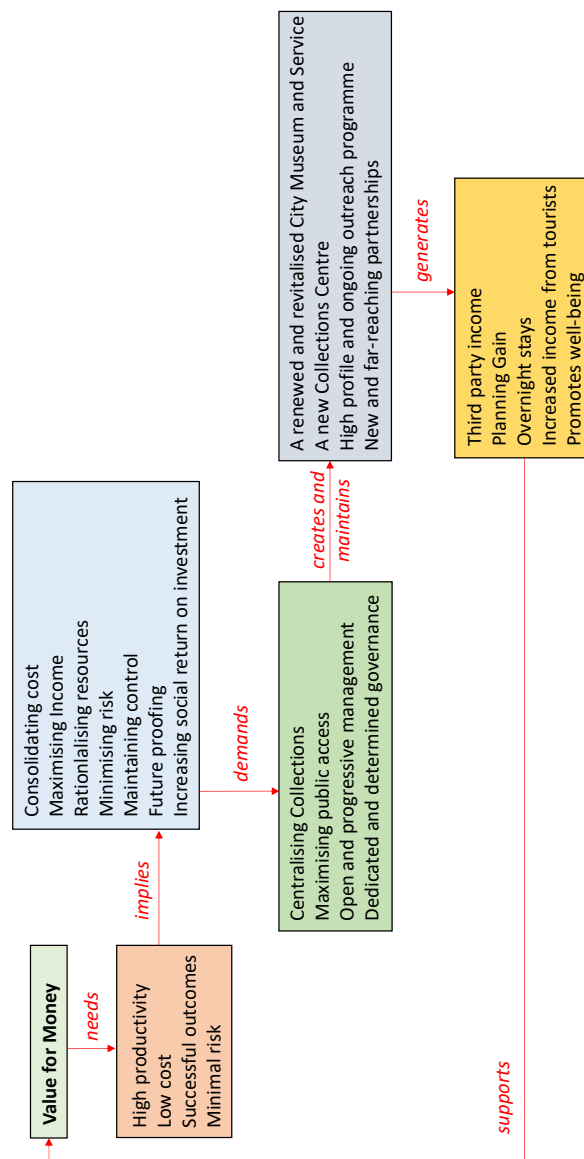 Value for Money
needs
High productivity
Low cost
Successful outcomes
Minimal risk
implies
Consolidating cost
Maximising Income
Rationlalising resources
Minimising risk
Maintaining control
Future proofing
Increasing social return on investment
demands
Centralising Collections
Maximising public access
Open and progressive management
Dedicated and determined governance
creates and
maintains
A renewed and revitalised City Museum and Service
A new Collections Centre
High profile and ongoing outreach programme
New and far-reaching partnerships
generates
Third party income
Planning Gain
Overnight stays
Increased income from tourists
Promotes well-being
supports